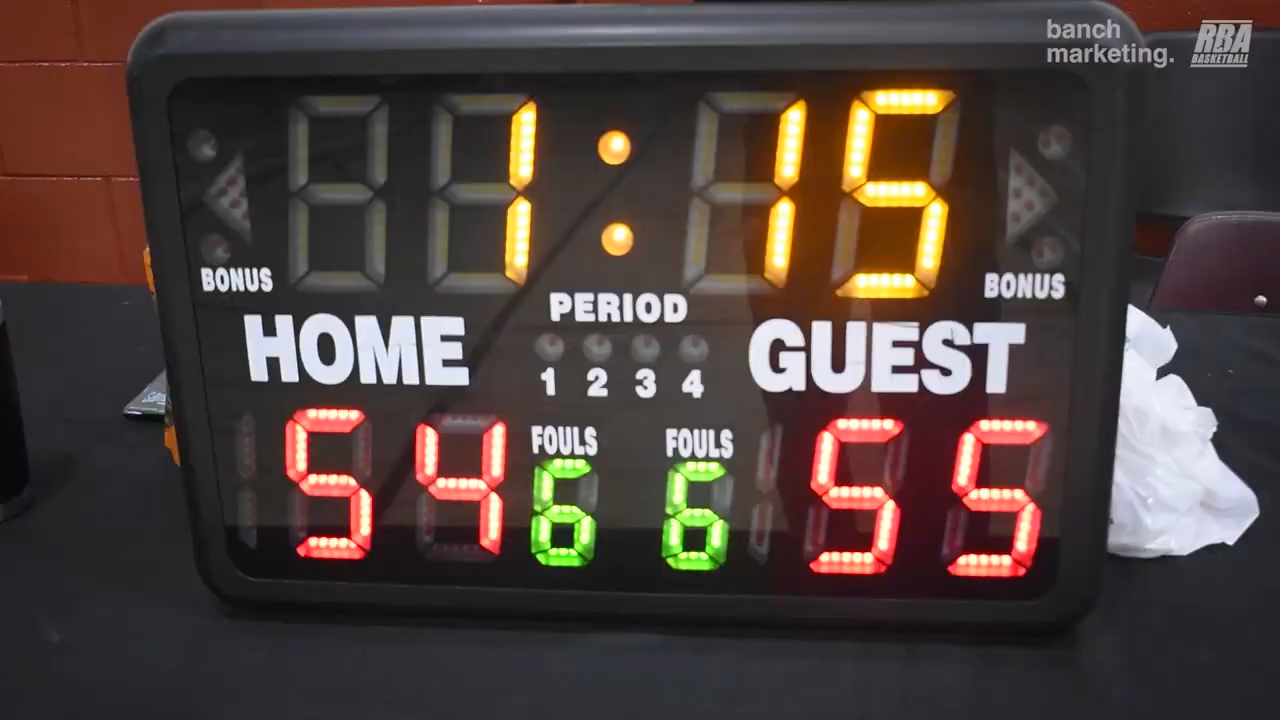 banch
marketing.
RBA
BASKETBALL
1:15
BONUS
BONUS
PERIOD
HOME
GUEST
1 2 3 4
FOULS
FOULS
54
6
6
55